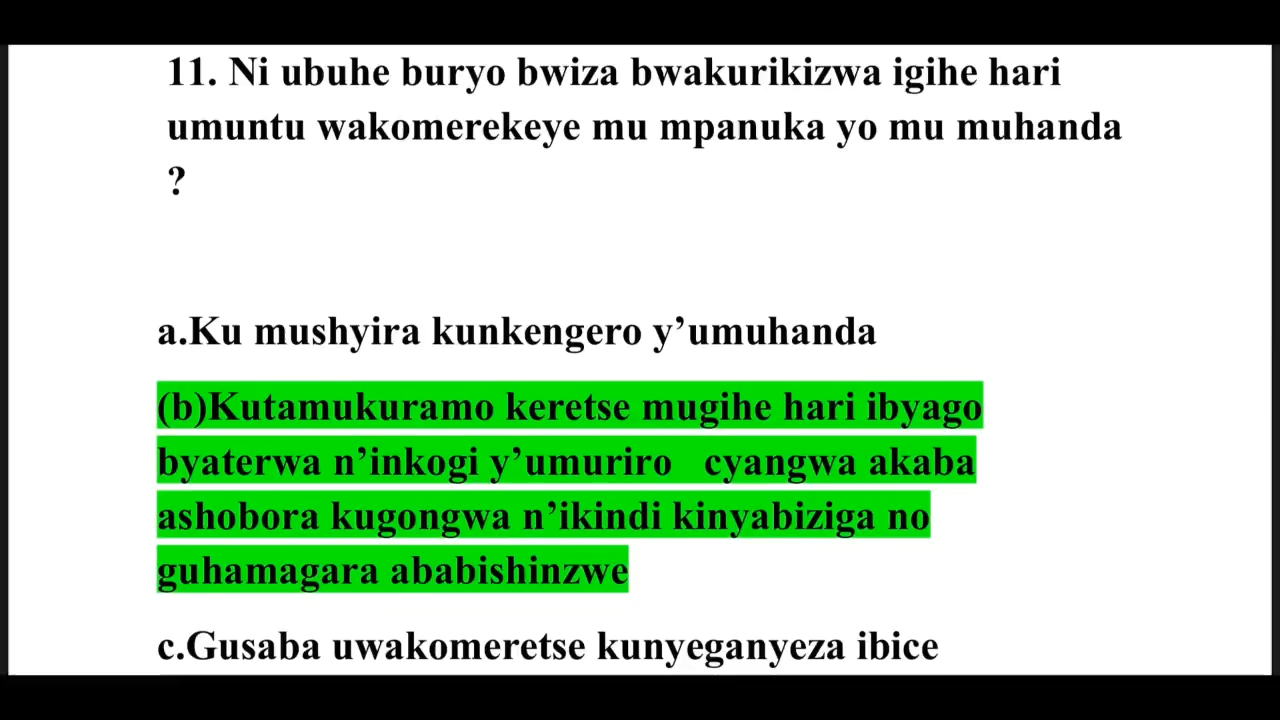 11. Ni ubuhe buryo bwiza bwakurikizwa igihe hari
umuntu wakomerekeye mu mpanuka yo mu muhanda
?
a.Ku mushyira kunkengero y’umuhanda
(b)Kutamukuramo keretse mugihe hari ibyago
byaterwa n’inkogi y’umuriro cyangwa akaba
ashobora kugongwa n’ikindi kinyabiziga no
guhamagara ababishinzwe
c.Gusaba uwakomeretse kunyeganyeza ibice